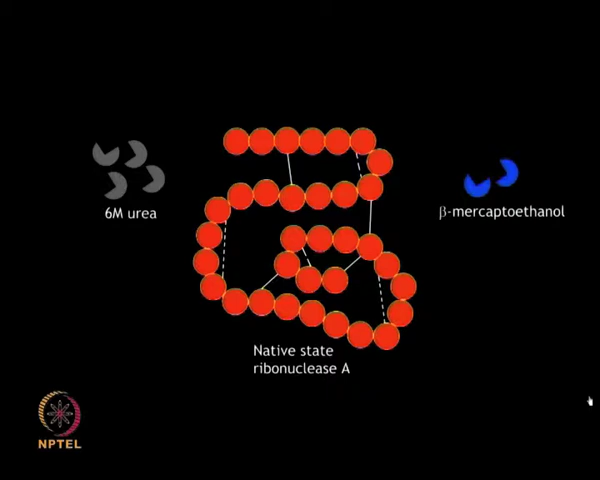 6M urea
β-mercaptoethanol
Native state
ribonuclease A
NPTEL